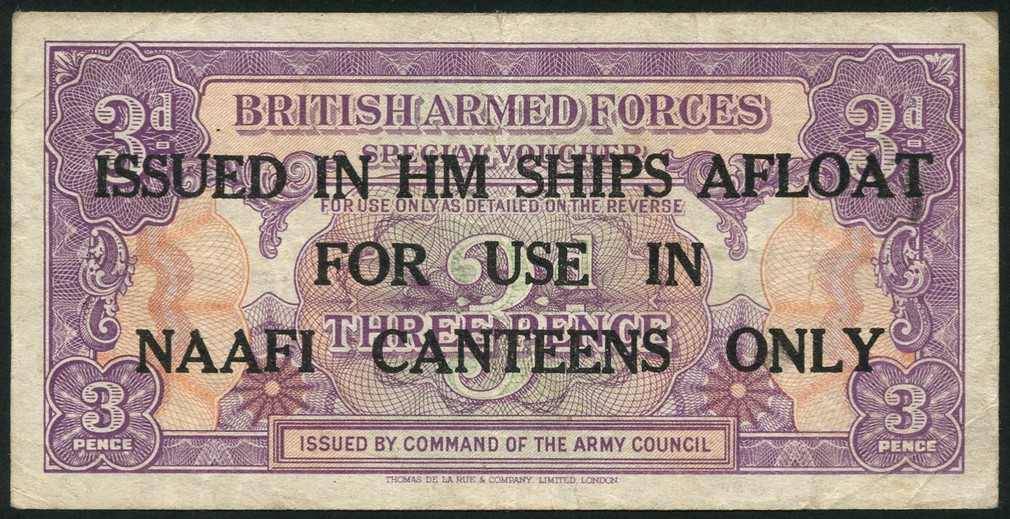 3d 3d
BRITISH ARMED FORCES
SPECIAL VOUCHER
ISSUED IN HM SHIPS AFLOAT
FOR USE ONLY AS DETAILED ON THE REVERSE
FOR USE IN
3d
THREE PENCE
NAAFI CANTEENS ONLY
3 PENCE 3 PENCE
ISSUED BY COMMAND OF THE ARMY COUNCIL
THOMAS DE LA RUE & COMPANY, LIMITED, LONDON.